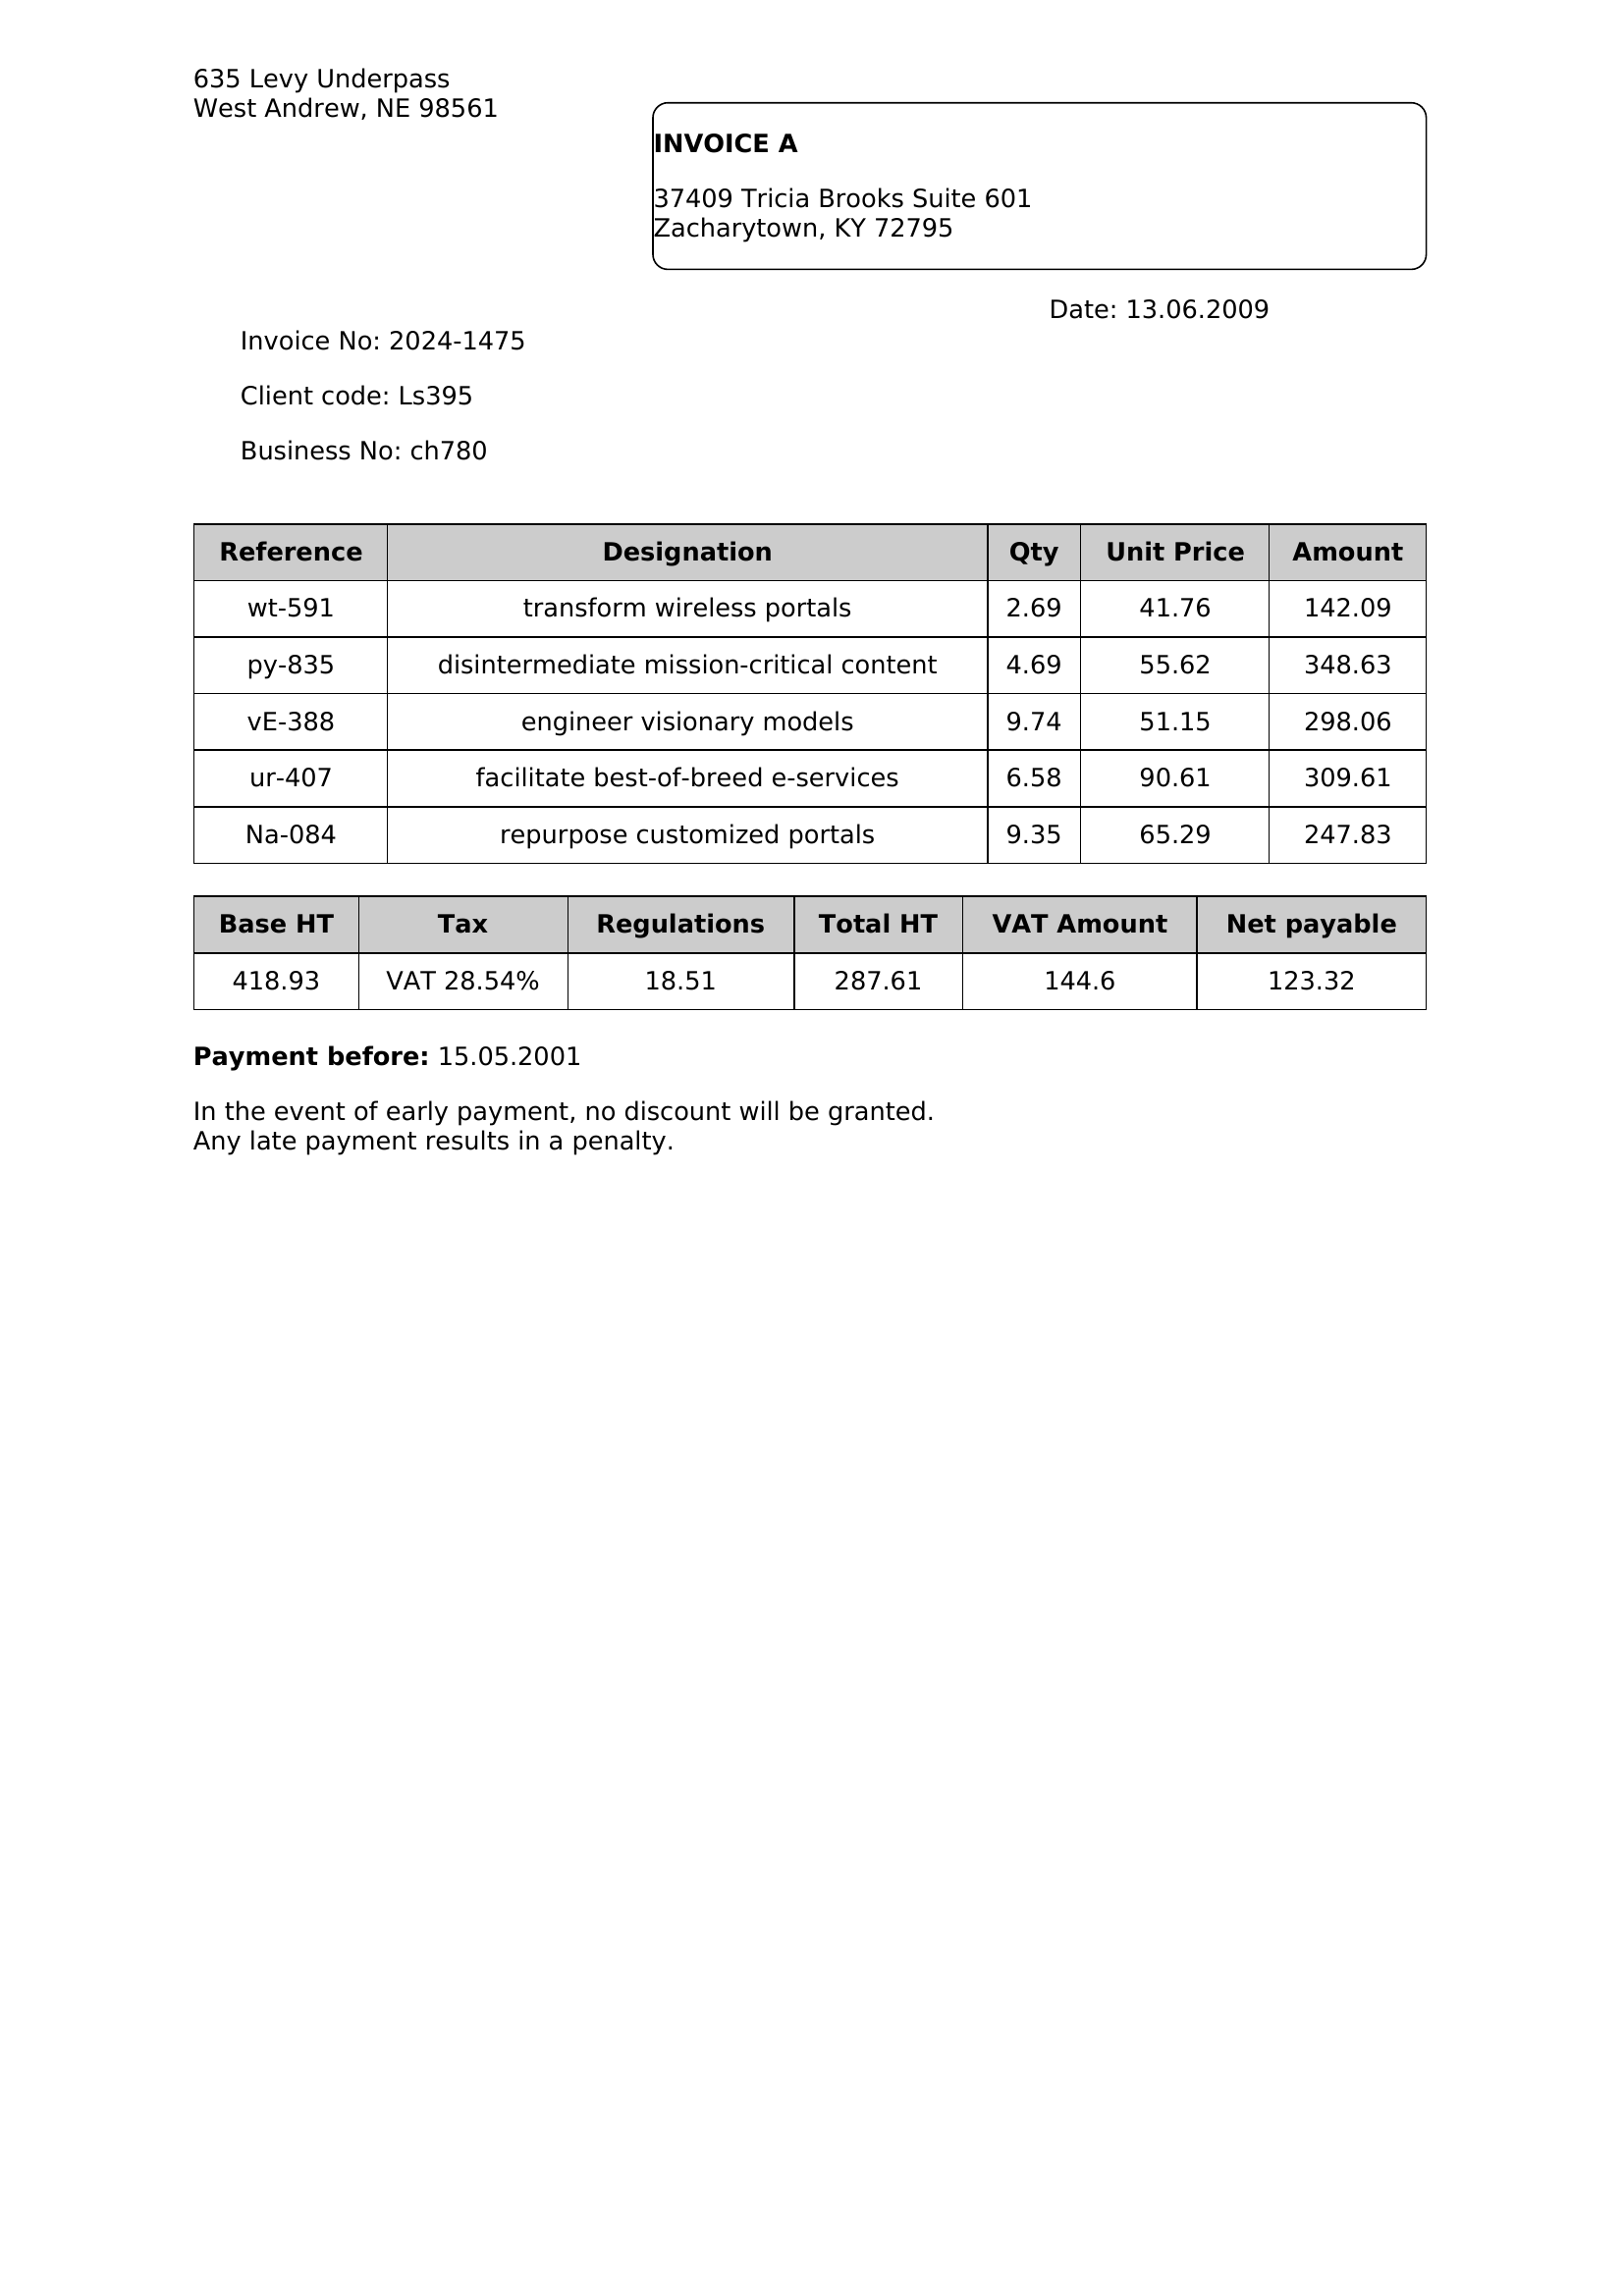 635 Levy Underpass
West Andrew, NE 98561
INVOICE A
37409 Tricia Brooks Suite 601
Zacharytown, KY 72795
Date: 13.06.2009
Invoice No: 2024-1475
Client code: Ls395
Business No: ch780
Reference Designation Qty Unit Price Amount
wt-591 transform wireless portals 2.69 41.76 142.09
py-835 disintermediate mission-critical content 4.69 55.62 348.63
vE-388 engineer visionary models 9.74 51.15 298.06
ur-407 facilitate best-of-breed e-services 6.58 90.61 309.61
Na-084 repurpose customized portals 9.35 65.29 247.83
Base HT Tax Regulations Total HT VAT Amount Net payable
418.93 VAT 28.54% 18.51 287.61 144.6 123.32
Payment before: 15.05.2001
In the event of early payment, no discount will be granted.
Any late payment results in a penalty.